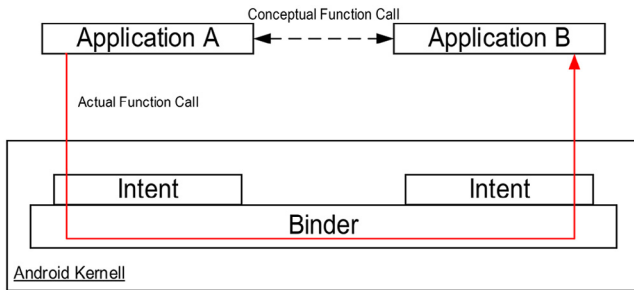 Conceptual Function Call
Application A
Application B
Actual Function Call
Intent
Intent
Binder
Android Kernell